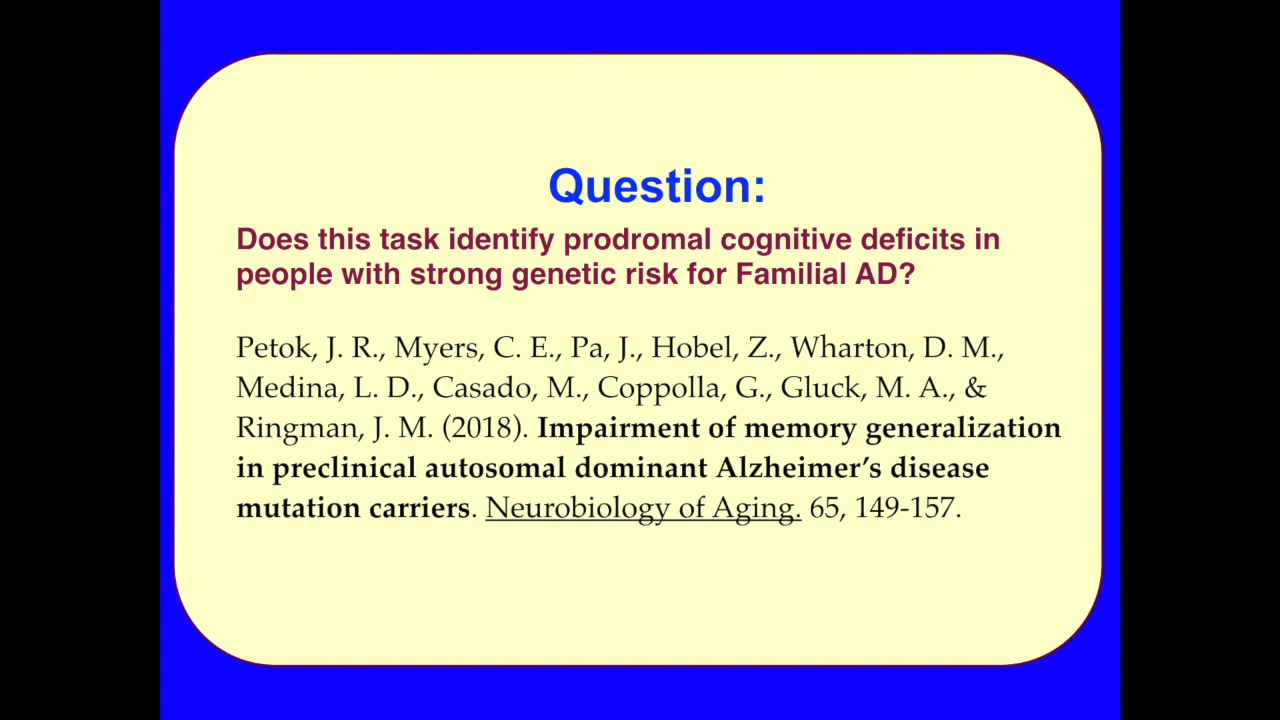 Question:
Does this task identify prodromal cognitive deficits in
people with strong genetic risk for Familial AD?
Petok, J. R., Myers, C. E., Pa, J., Hobel, Z., Wharton, D. M.,
Medina, L. D., Casado, M., Coppolla, G., Gluck, M. A., &
Ringman, J. M. (2018). Impairment of memory generalization
in preclinical autosomal dominant Alzheimer’s disease
mutation carriers. Neurobiology of Aging. 65, 149-157.